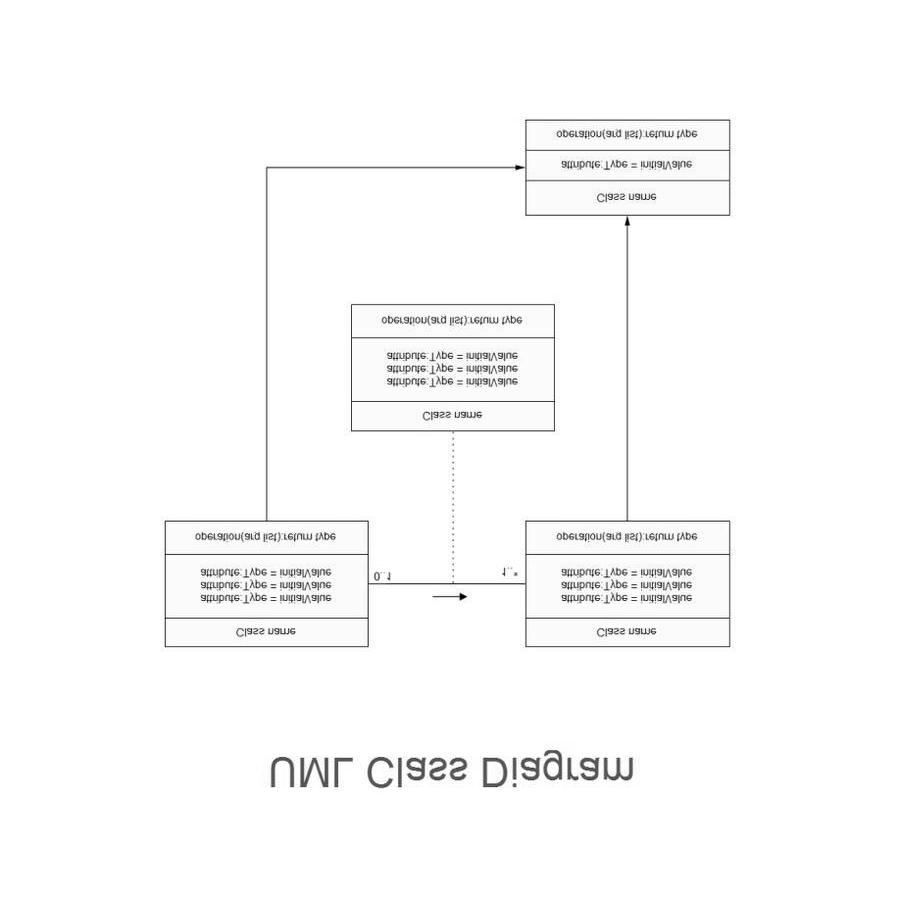 UML Class Diagram
Class name
attribute:Type = initialValue
attribute:Type = initialValue
attribute:Type = initialValue
operation(arg list):return type
0..1
1..*
Class name
attribute:Type = initialValue
attribute:Type = initialValue
attribute:Type = initialValue
operation(arg list):return type
Class name
attribute:Type = initialValue
attribute:Type = initialValue
attribute:Type = initialValue
operation(arg list):return type
Class name
attribute:Type = initialValue
operation(arg list):return type